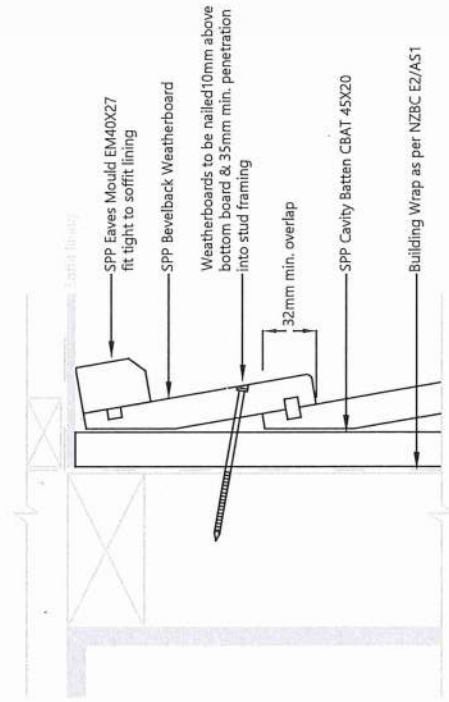 Soffit lining
SPP Eaves Mould EM40X27
fit tight to soffit lining
SPP Bevelback Weatherboard
Weatherboards to be nailed10mm above
bottom board & 35mm min. penetration
into stud framing
32mm min. overlap
SPP Cavity Batten CBAT 45X20
Building Wrap as per NZBC E2/AS1